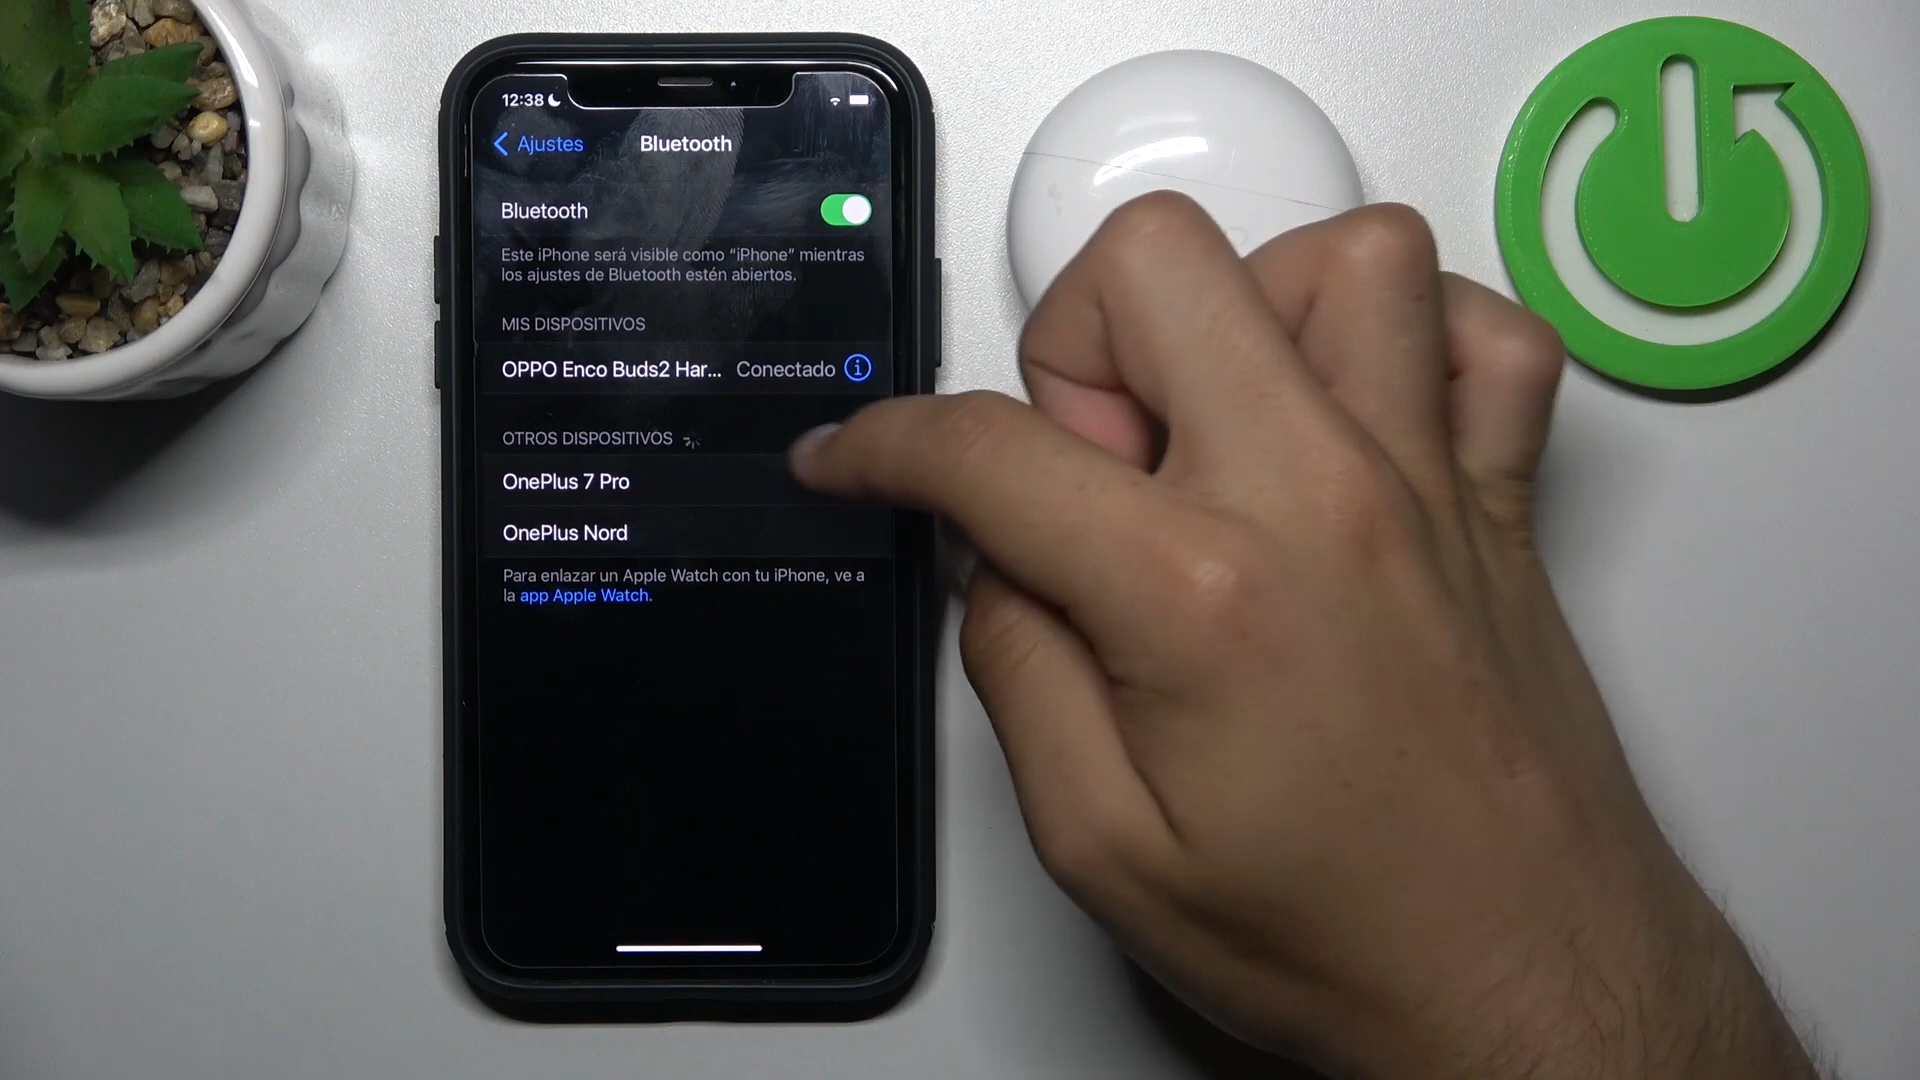 12:38
Ajustes
Bluetooth
Bluetooth
Este iPhone será visible como “iPhone” mientras
los ajustes de Bluetooth estén abiertos.
MIS DISPOSITIVOS
OPPO Enco Buds2 Har... Conectado
OTROS DISPOSITIVOS
OnePlus 7 Pro
OnePlus Nord
Para enlazar un Apple Watch con tu iPhone, ve a
la app Apple Watch.